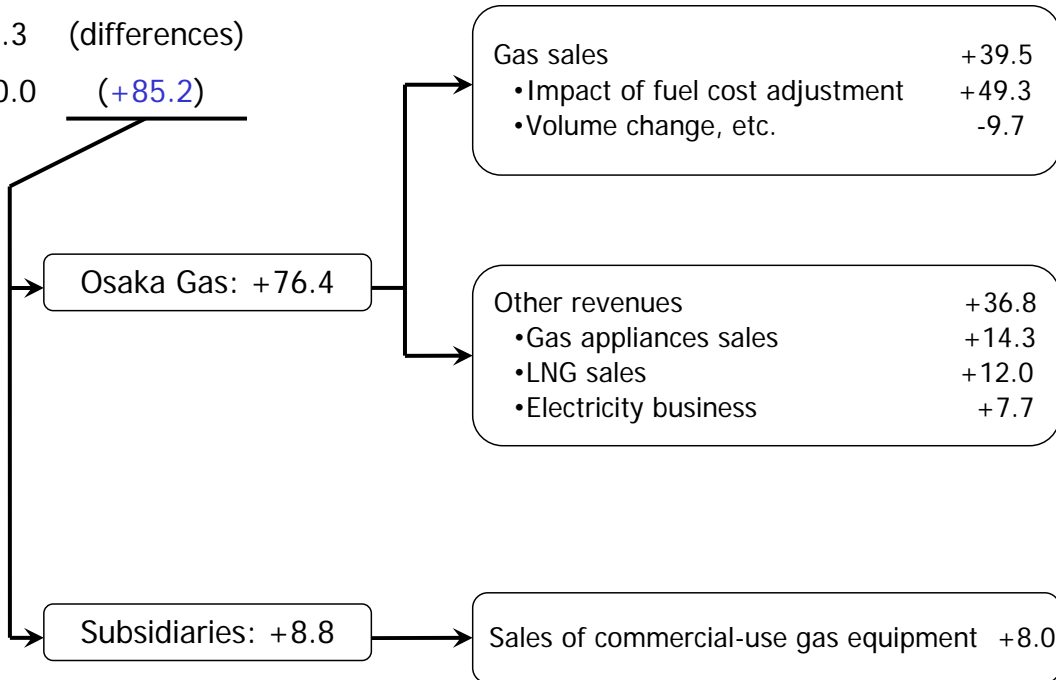 .3 (differences)
0.0 (+85.2)
Gas sales +39.5
•Impact of fuel cost adjustment +49.3
•Volume change, etc. -9.7
Osaka Gas: +76.4
Other revenues +36.8
•Gas appliances sales +14.3
•LNG sales +12.0
•Electricity business +7.7
Subsidiaries: +8.8
Sales of commercial-use gas equipment +8.0